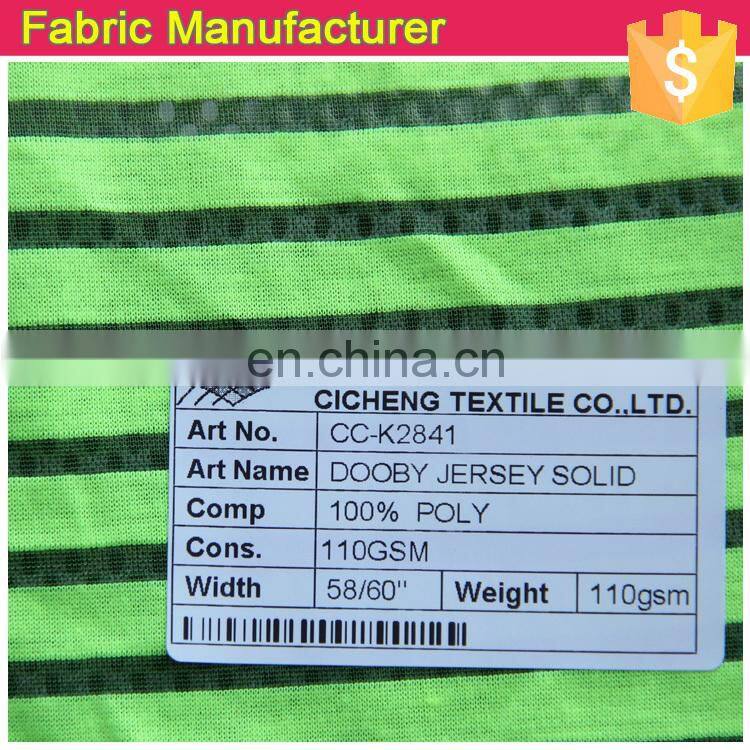 Fabric Manufacturer
$
en.china.cn
CICHENG TEXTILE CO.,LTD.
Art No. CC-K2841
Art Name DOOBY JERSEY SOLID
Comp 100% POLY
Cons. 110GSM
Width 58/60" Weight 110gsm